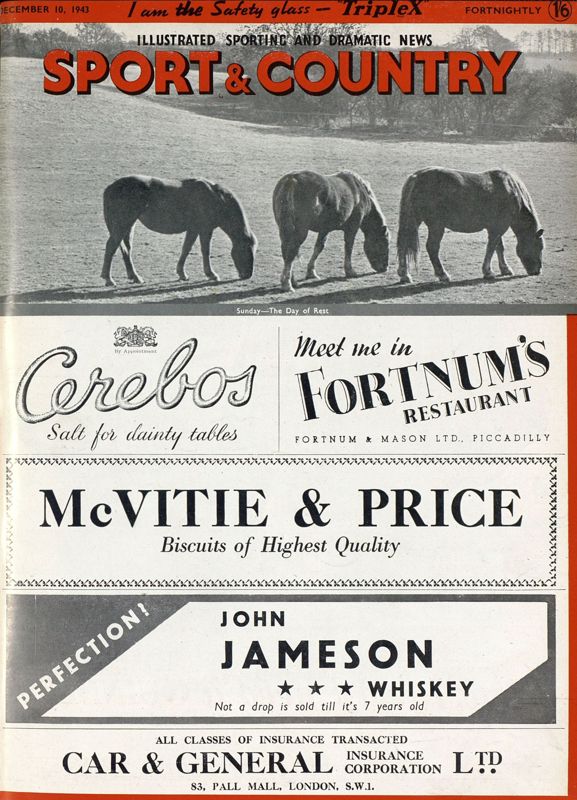 DECEMBER 10, 1943
I am the Safety glass — "TripleX"
FORTNIGHTLY
1/6
ILLUSTRATED SPORTING AND DRAMATIC NEWS
SPORT & COUNTRY
Sunday—The Day of Rest
By Appointment
Cerebos
Salt for dainty tables
Meet me in
FORTNUM'S
RESTAURANT
FORTNUM & MASON LTD., PICCADILLY
McVITIE & PRICE
Biscuits of Highest Quality
PERFECTION?
JOHN
JAMESON
★ ★ ★ WHISKEY
Not a drop is sold till it's 7 years old
ALL CLASSES OF INSURANCE TRANSACTED
CAR & GENERAL INSURANCE CORPORATION LTD
83, PALL MALL, LONDON, S.W.1.